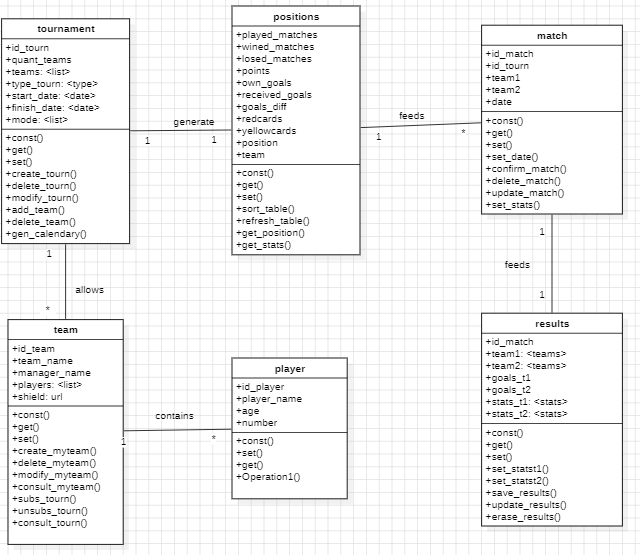 tournament
+id_tourn
+quant_teams
+teams: <list>
+type_tourn: <type>
+start_date: <date>
+finish_date: <date>
+mode: <list>
+const()
+get()
+set()
+create_tourn()
+delete_tourn()
+modify_tourn()
+add_team()
+delete_team()
+gen_calendary()
generate
1
1
positions
+played_matches
+wined_matches
+losed_matches
+points
+own_goals
+received_goals
+goals_diff
+redcards
+yellowcards
+position
+team
+const()
+get()
+set()
+sort_table()
+refresh_table()
+get_position()
+get_stats()
feeds
1
*
match
+id_match
+id_tourn
+team1
+team2
+date
+const()
+get()
+set()
+set_date()
+confirm_match()
+delete_match()
+update_match()
+set_stats()
1
allows
*
1
feeds
1
team
+id_team
+team_name
+manager_name
+players: <list>
+shield: url
+const()
+get()
+set()
+create_myteam()
+delete_myteam()
+modify_myteam()
+consult_myteam()
+subs_tourn()
+unsubs_tourn()
+consult_tourn()
contains
1
*
player
+id_player
+player_name
+age
+number
+const()
+set()
+get()
+Operation1()
results
+id_match
+team1: <teams>
+team2: <teams>
+goals_t1
+goals_t2
+stats_t1: <stats>
+stats_t2: <stats>
+const()
+get()
+set()
+set_statst1()
+set_statst2()
+save_results()
+update_results()
+erase_results()